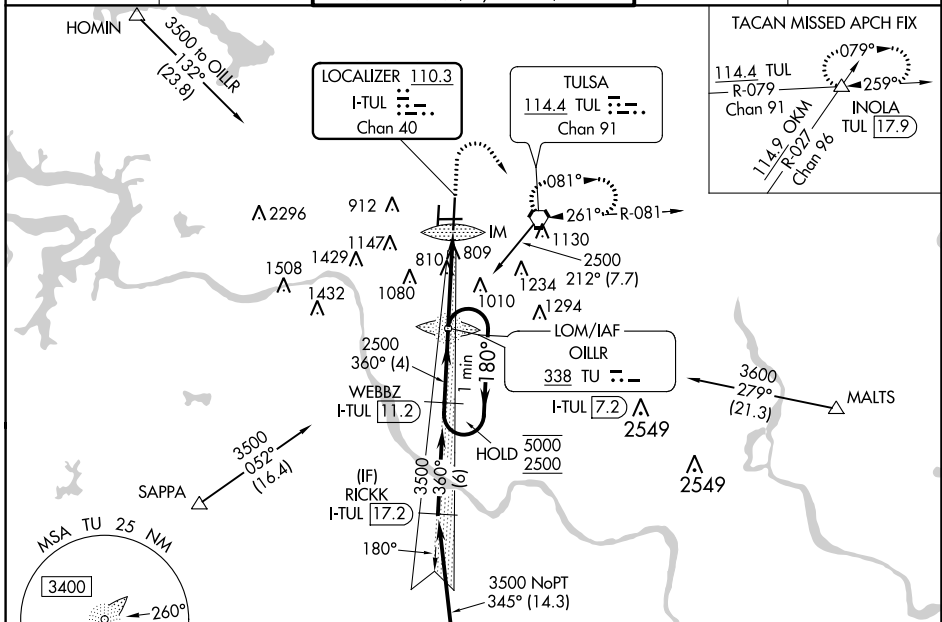 HOMIN
3500 to OILLR
132°
(23.8)
LOCALIZER 110.3
I-TUL
Chan 40
TULSA
114.4 TUL
Chan 91
TACAN MISSED APCH FIX
079°
114.4 TUL
R-079
Chan 91
259°
INOLA
TUL 17.9
114.9 OKM
R-027
Chan 96
081°
261°
R-081
2296
912
IM
1130
1147
1429
810
809
2500
212° (7.7)
1508
1432
1080
1010
1234
1294
LOM/IAF
OILLR
338 TU
I-TUL 7.2
2500
360° (4)
1 min
180°
WEBBZ
I-TUL 11.2
3600
279°
(21.3)
MALTS
2549
HOLD
5000
2500
3500
052°
(16.4)
SAPPA
3500
360°
(6)
(IF)
RICKK
I-TUL 17.2
2549
180°
MSA TU 25 NM
3400
260°
3500 NoPT
345° (14.3)